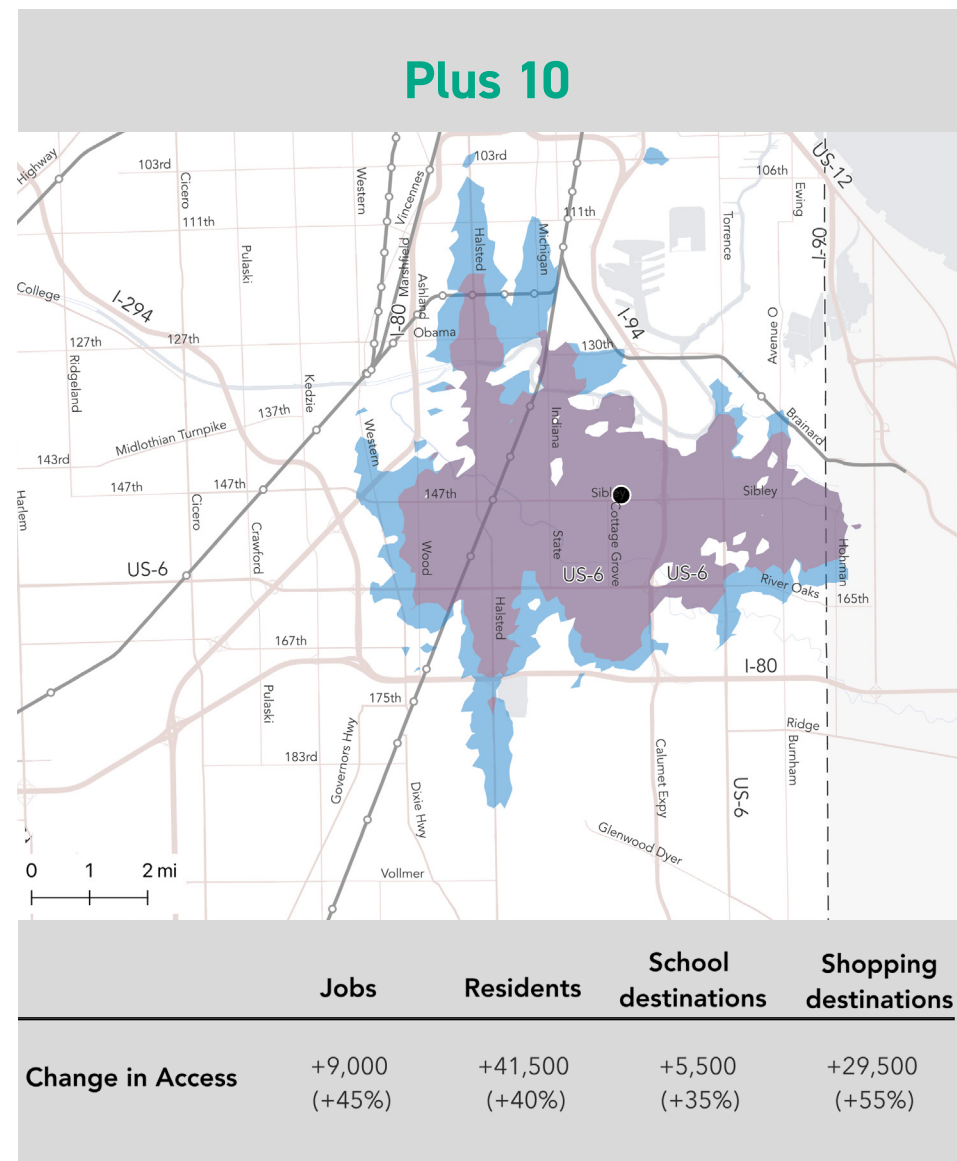 Plus 10
Highway
103rd
Cicero
Western
Vincennes
103rd
US-12
106th
Ewing
111th
111th
Halsted
Michigan
Torrence
I-90
Pulaski
Marshfield
Ashland
College
I-294
I-80
Obama
I-94
Avenue O
127th
127th
130th
Ridgeland
Kedzie
137th
Midlothian Turnpike
Western
Indiana
Brainard
143rd
147th
147th
147th
Sibley
Sibley
Harlem
Cicero
Crawford
Wood
State
Cottage Grove
Hohman
US-6
US-6
US-6
River Oaks
165th
Halsted
167th
I-80
Pulaski
175th
Governors Hwy
183rd
Dixie Hwy
Calumet Expy
US-6
Ridge
Burnham
Glenwood Dyer
Vollmer
0 1 2 mi
Jobs Residents School destinations Shopping destinations
Change in Access +9,000 +41,500 +5,500 +29,500
(+45%) (+40%) (+35%) (+55%)